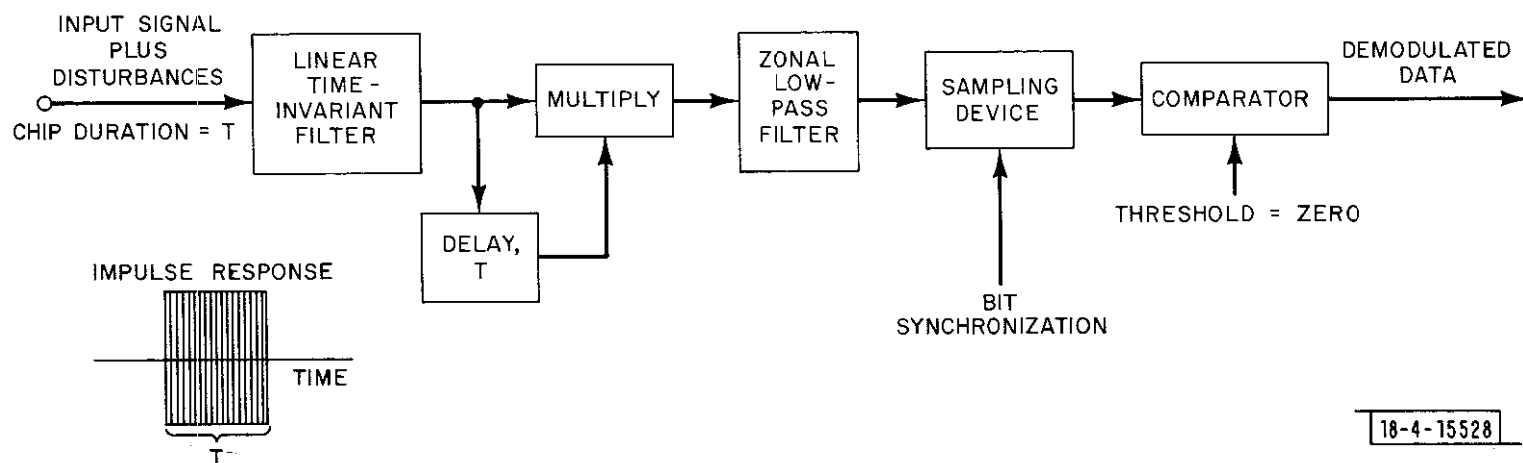 INPUT SIGNAL
PLUS
DISTURBANCES
CHIP DURATION = T
LINEAR
TIME -
INVARIANT
FILTER
MULTIPLY
DELAY,
T
ZONAL
LOW-
PASS
FILTER
SAMPLING
DEVICE
BIT
SYNCHRONIZATION
COMPARATOR
THRESHOLD = ZERO
DEMODULATED
DATA
IMPULSE RESPONSE
TIME
T
18-4-15528